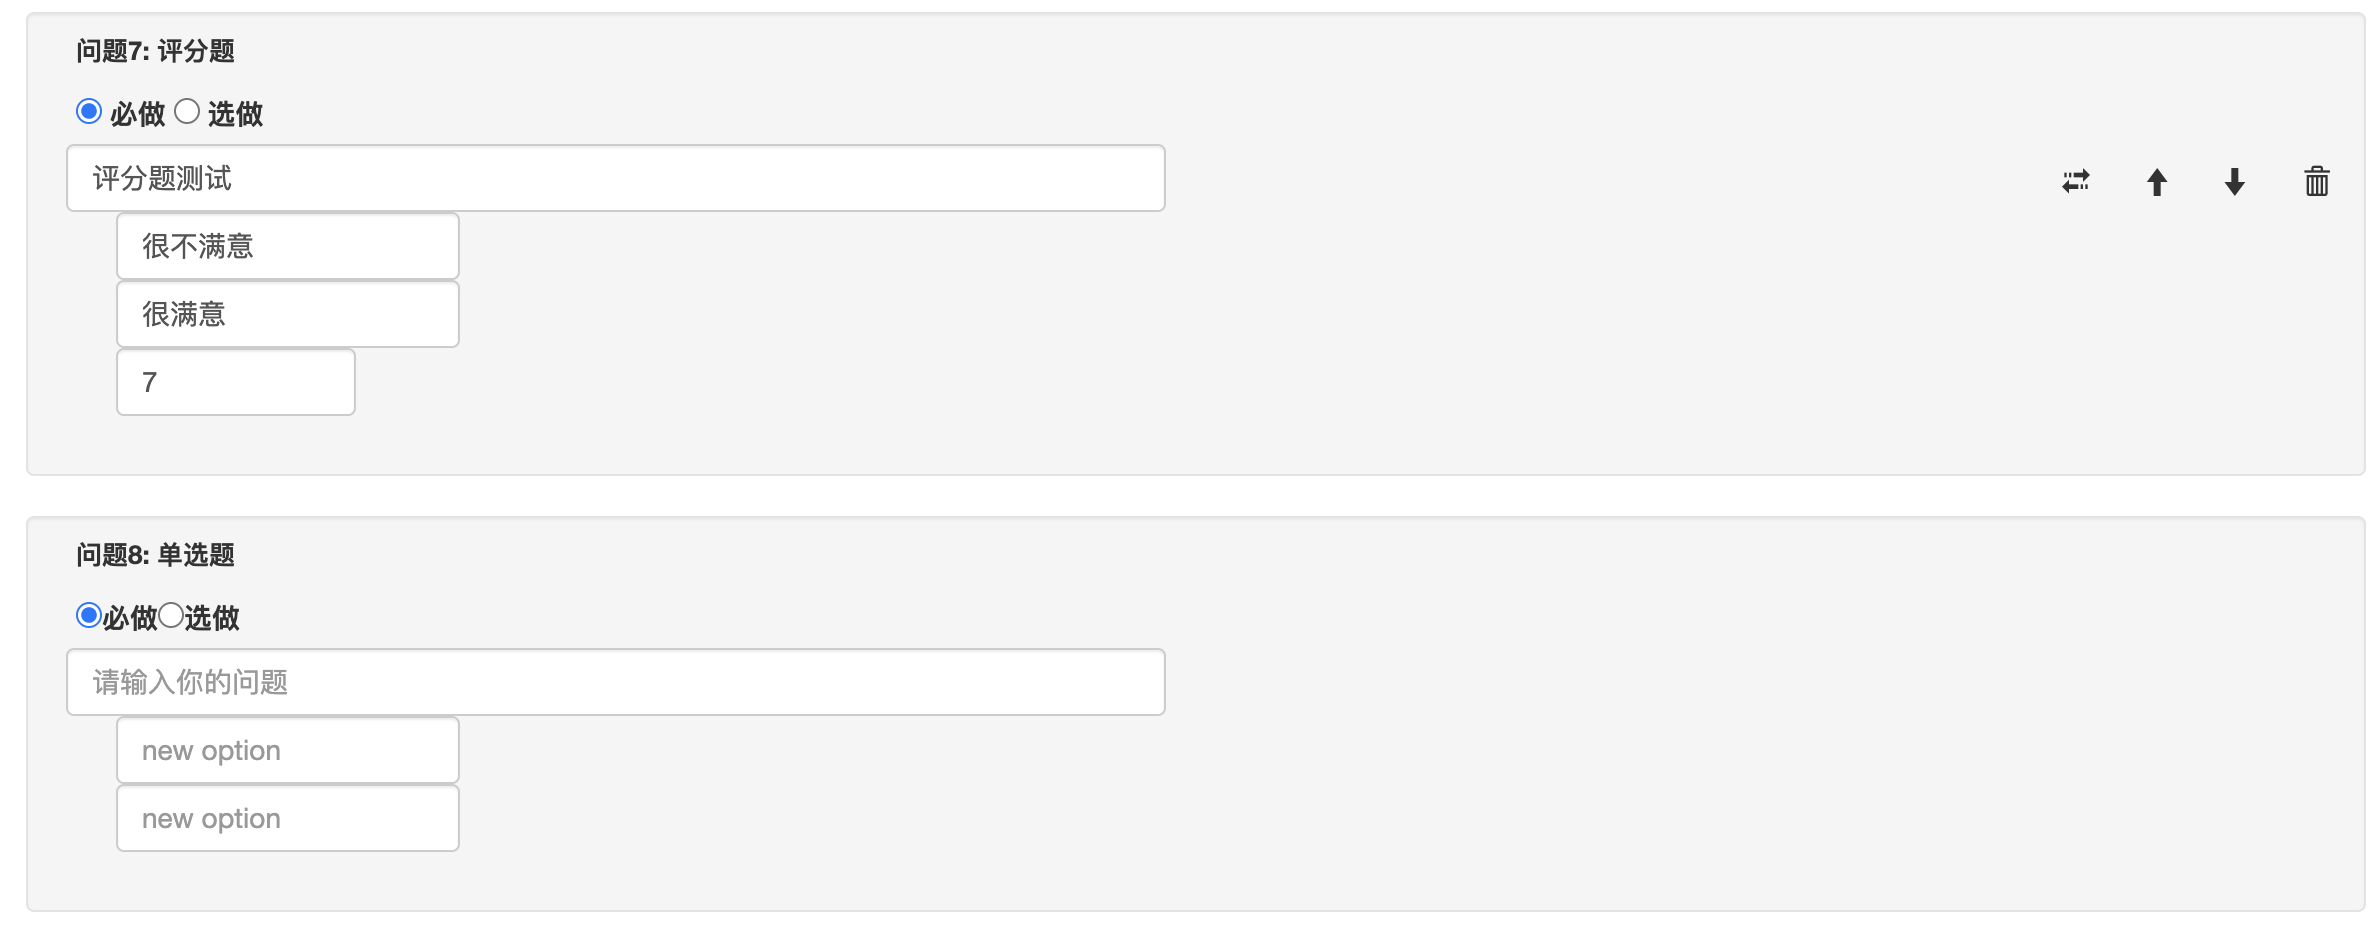 问题7: 评分题
必做 选做
评分题测试
很不满意
很满意
7
问题8: 单选题
必做选做
请输入你的问题
new option
new option